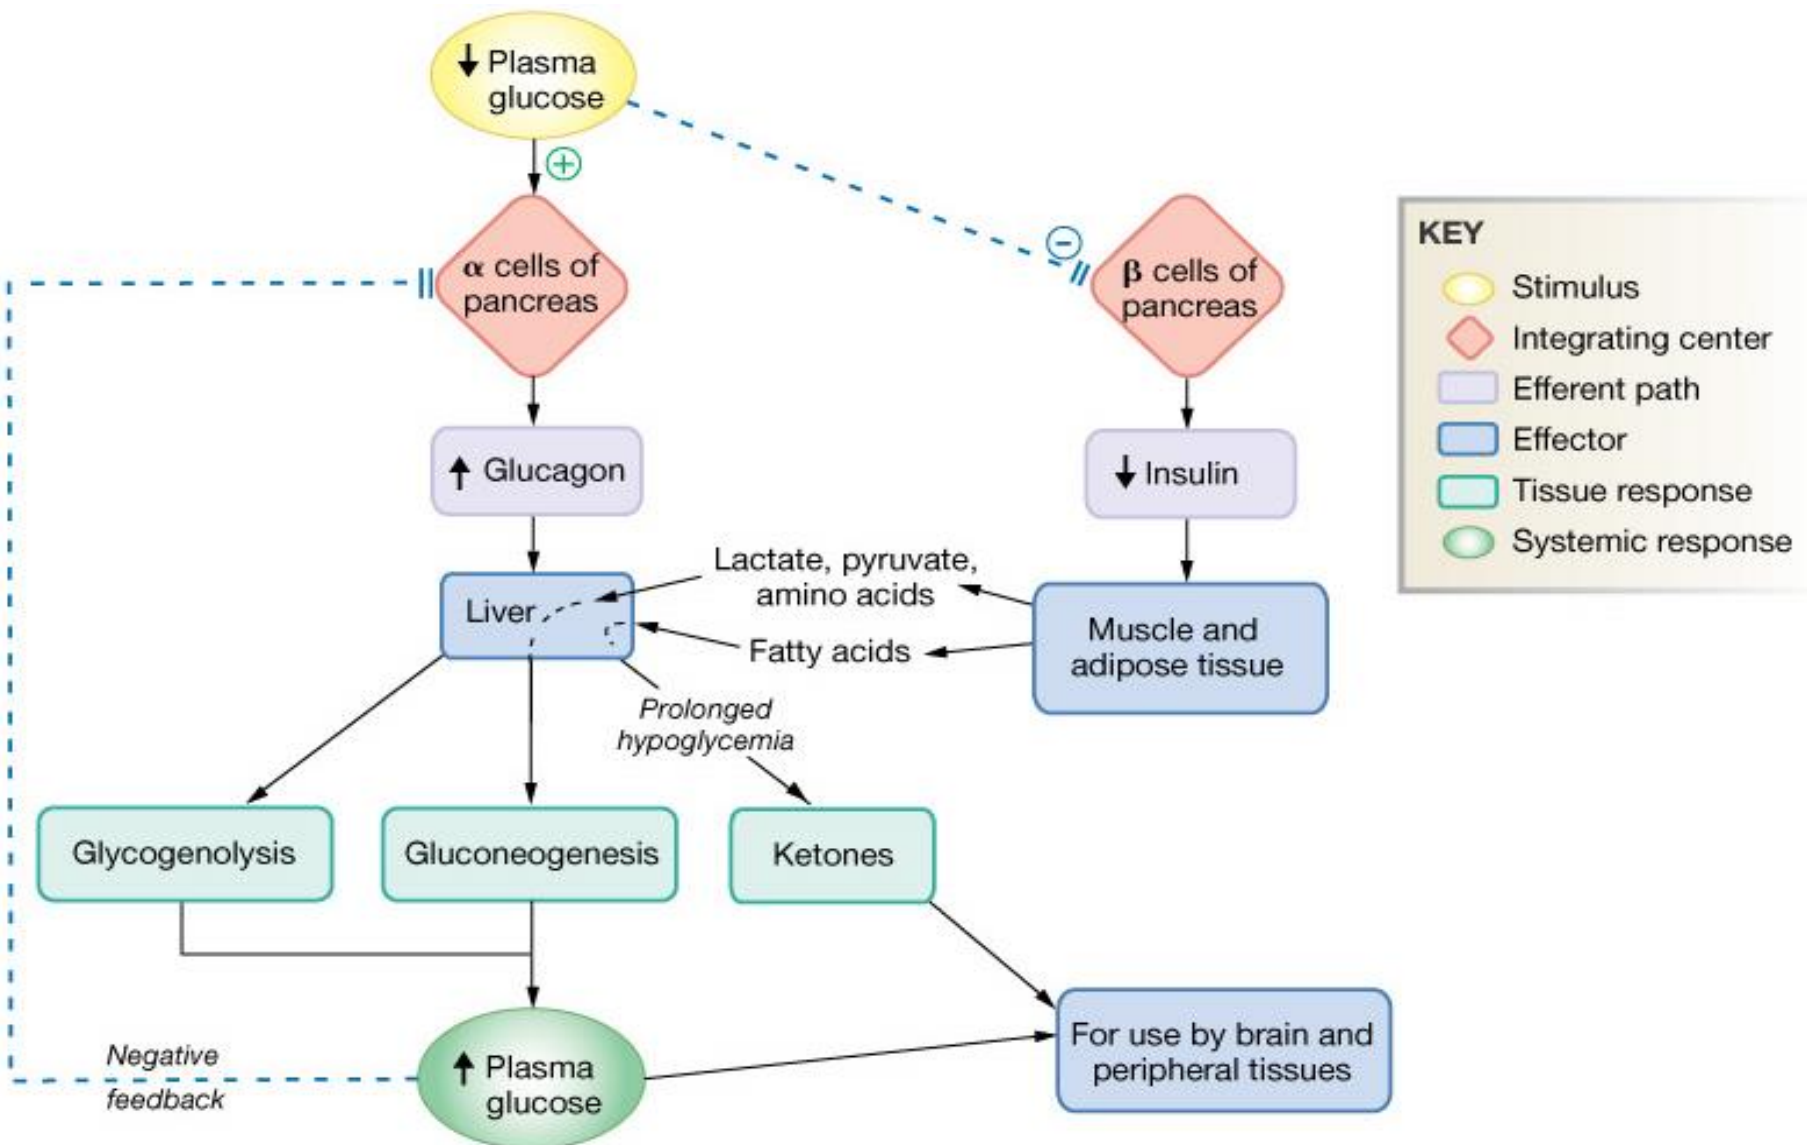 ↓ Plasma
glucose
+
−
α cells of
pancreas
β cells of
pancreas
KEY
Stimulus
Integrating center
Efferent path
Effector
Tissue response
Systemic response
↑ Glucagon
↓ Insulin
Lactate, pyruvate,
amino acids
Liver
Fatty acids
Muscle and
adipose tissue
Prolonged
hypoglycemia
Glycogenolysis
Gluconeogenesis
Ketones
Negative
feedback
↑ Plasma
glucose
For use by brain and
peripheral tissues